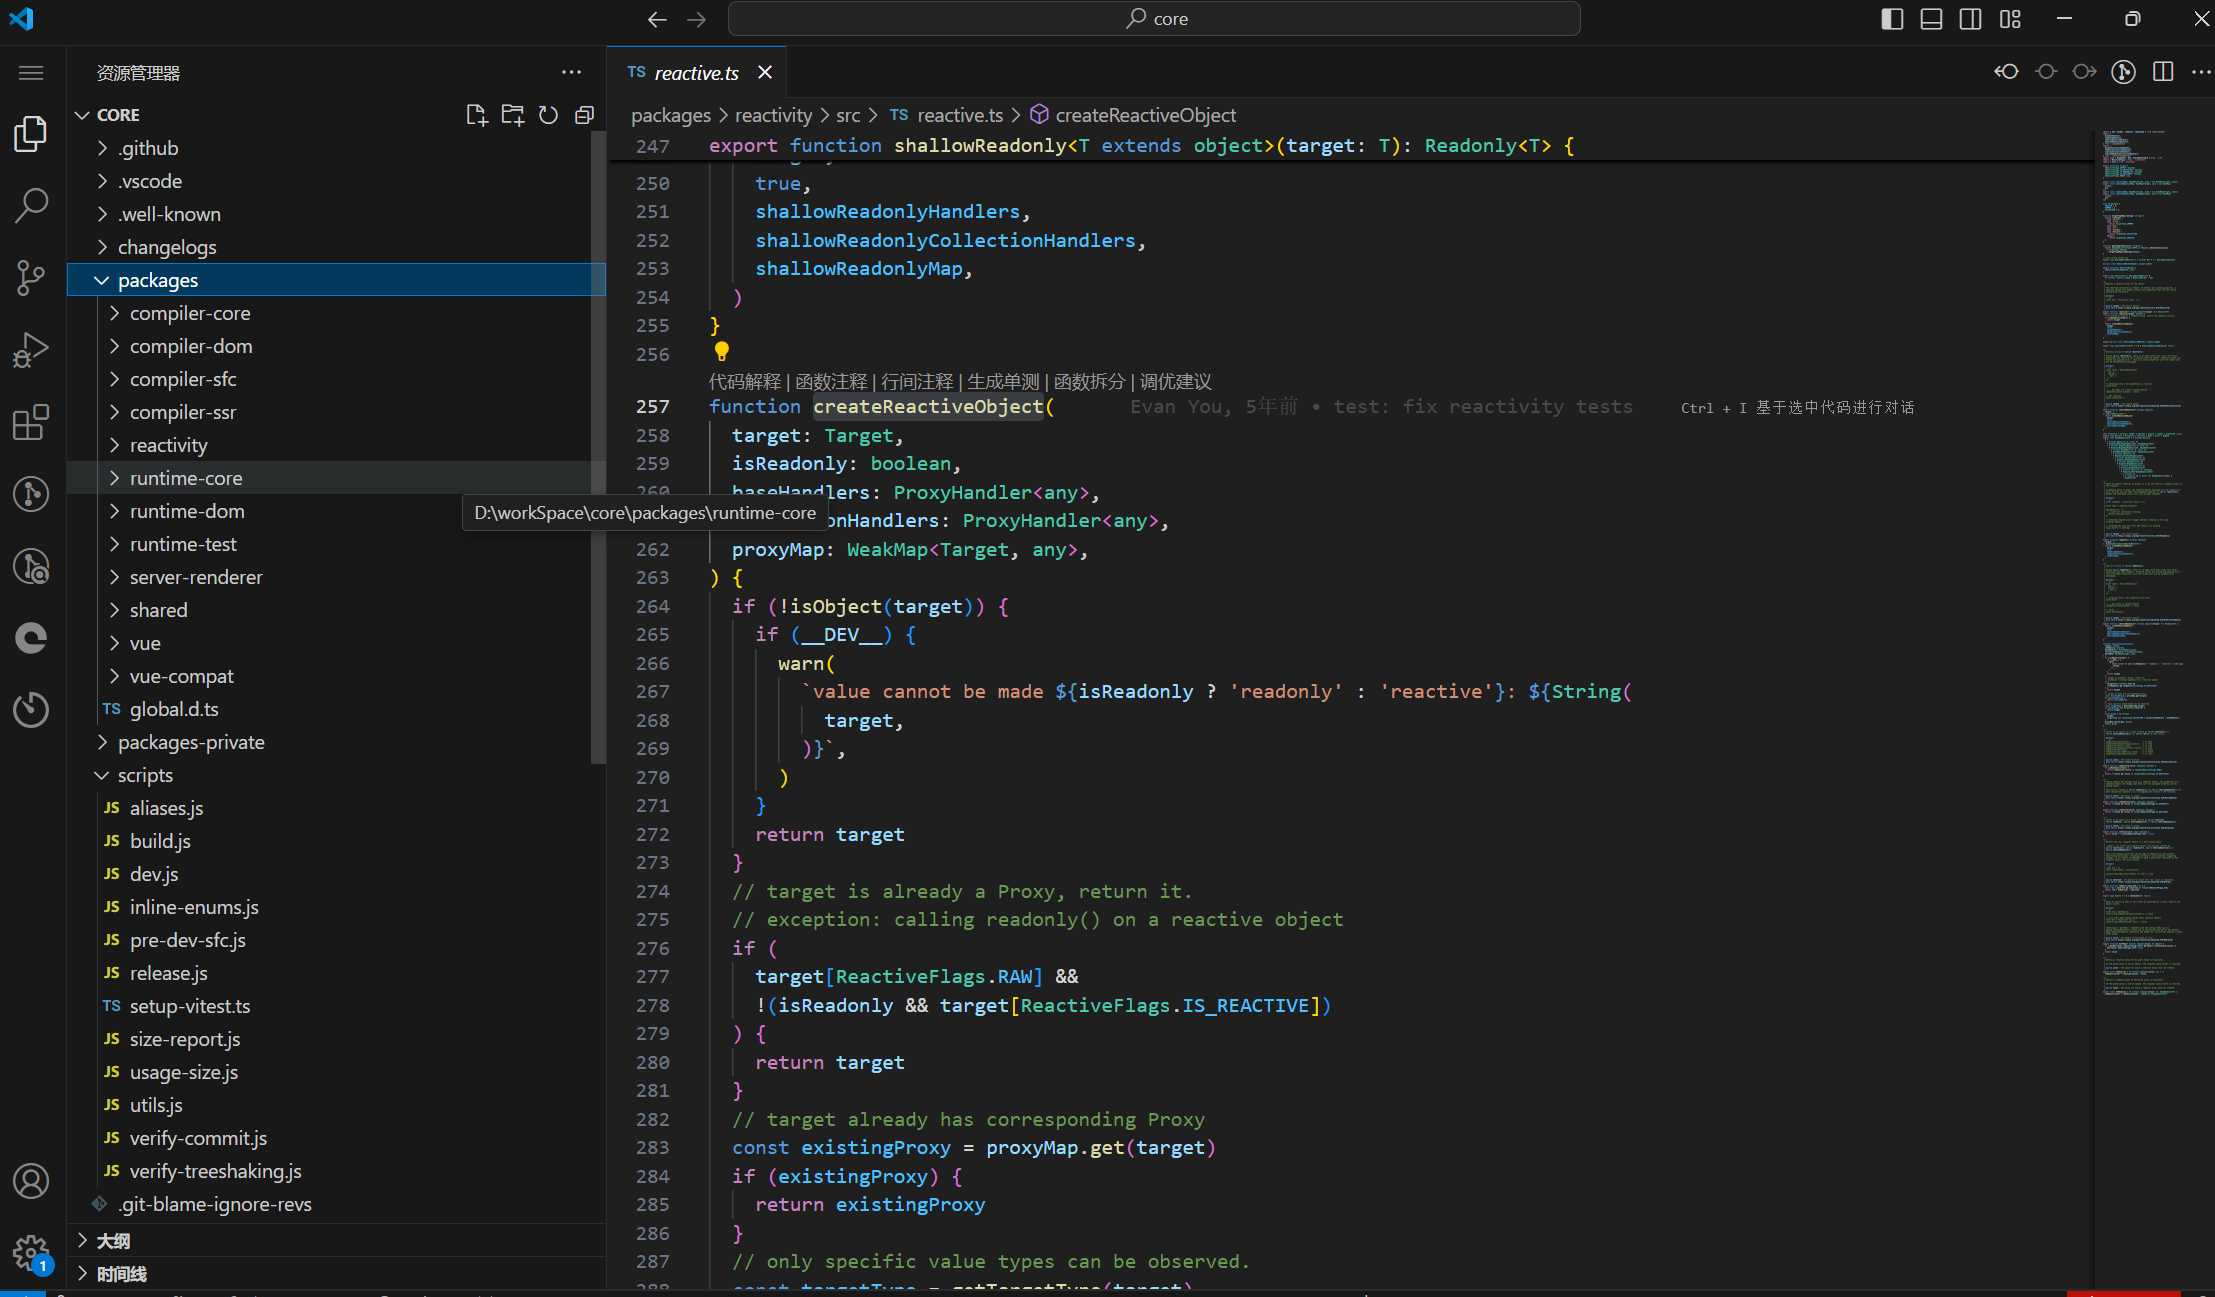 core
资源管理器
CORE
.github
.vscode
.well-known
changelogs
packages
compiler-core
compiler-dom
compiler-sfc
compiler-ssr
reactivity
runtime-core
D:\workSpace\core\packages\runtime-core
runtime-dom
runtime-test
server-renderer
shared
vue
vue-compat
TS global.d.ts
packages-private
scripts
JS aliases.js
JS build.js
JS dev.js
JS inline-enums.js
JS pre-dev-sfc.js
JS release.js
TS setup-vitest.ts
JS size-report.js
JS usage-size.js
JS utils.js
JS verify-commit.js
JS verify-treeshaking.js
.git-blame-ignore-revs
大纲
时间线
1
TS reactive.ts
packages > reactivity > src > TS reactive.ts > createReactiveObject
247 export function shallowReadonly<T extends object>(target: T): Readonly<T> {
250 true,
251 shallowReadonlyHandlers,
252 shallowReadonlyCollectionHandlers,
253 shallowReadonlyMap,
254 )
255 }
256
代码解释 | 函数注释 | 行间注释 | 生成单测 | 函数拆分 | 调优建议
257 function createReactiveObject( Evan You, 5年前 • test: fix reactivity tests Ctrl + I 基于选中代码进行对话
258 target: Target,
259 isReadonly: boolean,
260 baseHandlers: ProxyHandler<any>,
onHandlers: ProxyHandler<any>,
262 proxyMap: WeakMap<Target, any>,
263 ) {
264 if (!isObject(target)) {
265 if (__DEV__) {
266 warn(
267 `value cannot be made ${isReadonly ? 'readonly' : 'reactive'}: ${String(
268 target,
269 )}`,
270 )
271 }
272 return target
273 }
274 // target is already a Proxy, return it.
275 // exception: calling readonly() on a reactive object
276 if (
277 target[ReactiveFlags.RAW] &&
278 !(isReadonly && target[ReactiveFlags.IS_REACTIVE])
279 ) {
280 return target
281 }
282 // target already has corresponding Proxy
283 const existingProxy = proxyMap.get(target)
284 if (existingProxy) {
285 return existingProxy
286 }
287 // only specific value types can be observed.
288 const targetType = getTargetType(target)